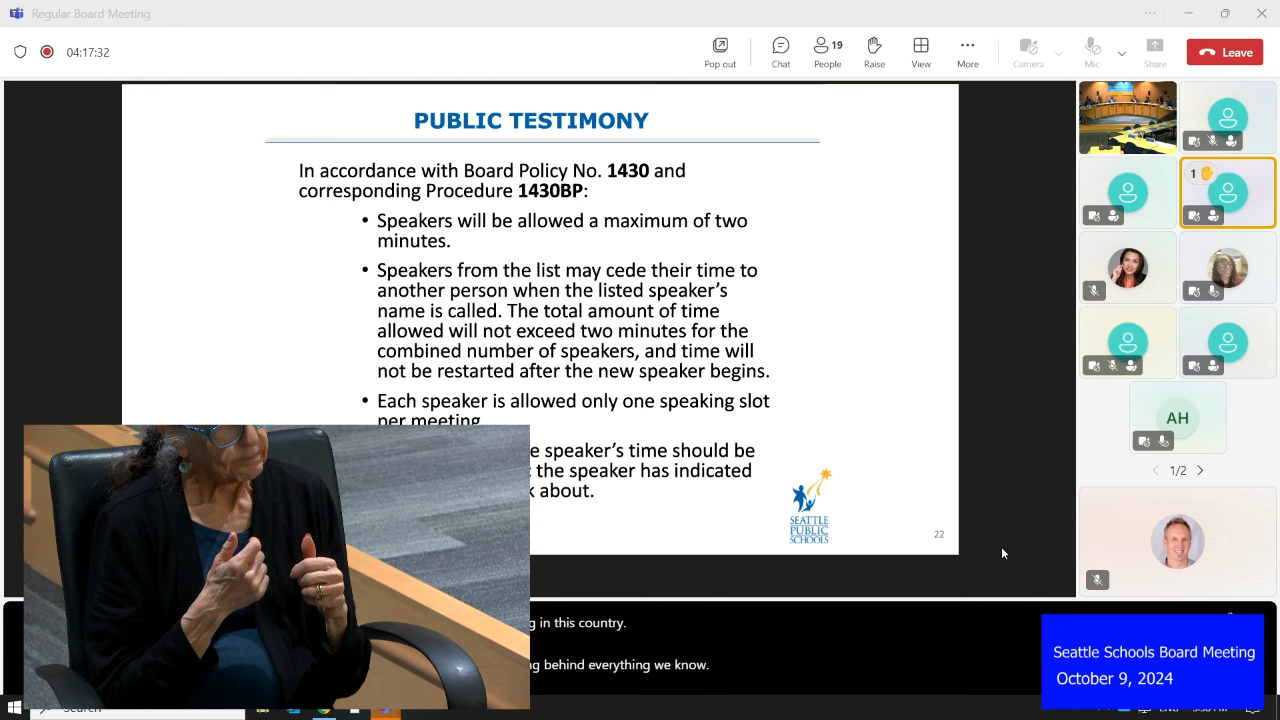 Regular Board Meeting
04:17:32
Pop out
Chat
People 19
Raise
View
More
Camera
Mic
Share
Leave
PUBLIC TESTIMONY
In accordance with Board Policy No. 1430 and
corresponding Procedure 1430BP:
• Speakers will be allowed a maximum of two
minutes.
• Speakers from the list may cede their time to
another person when the listed speaker's
name is called. The total amount of time
allowed will not exceed two minutes for the
combined number of speakers, and time will
not be restarted after the new speaker begins.
• Each speaker is allowed only one speaking slot
per meeting
speaker's time should be
the speaker has indicated
about.
SEATTLE
PUBLIC
SCHOOLS
22
1
AH
1/2
in this country.
behind everything we know.
Seattle Schools Board Meeting
October 9, 2024
Search